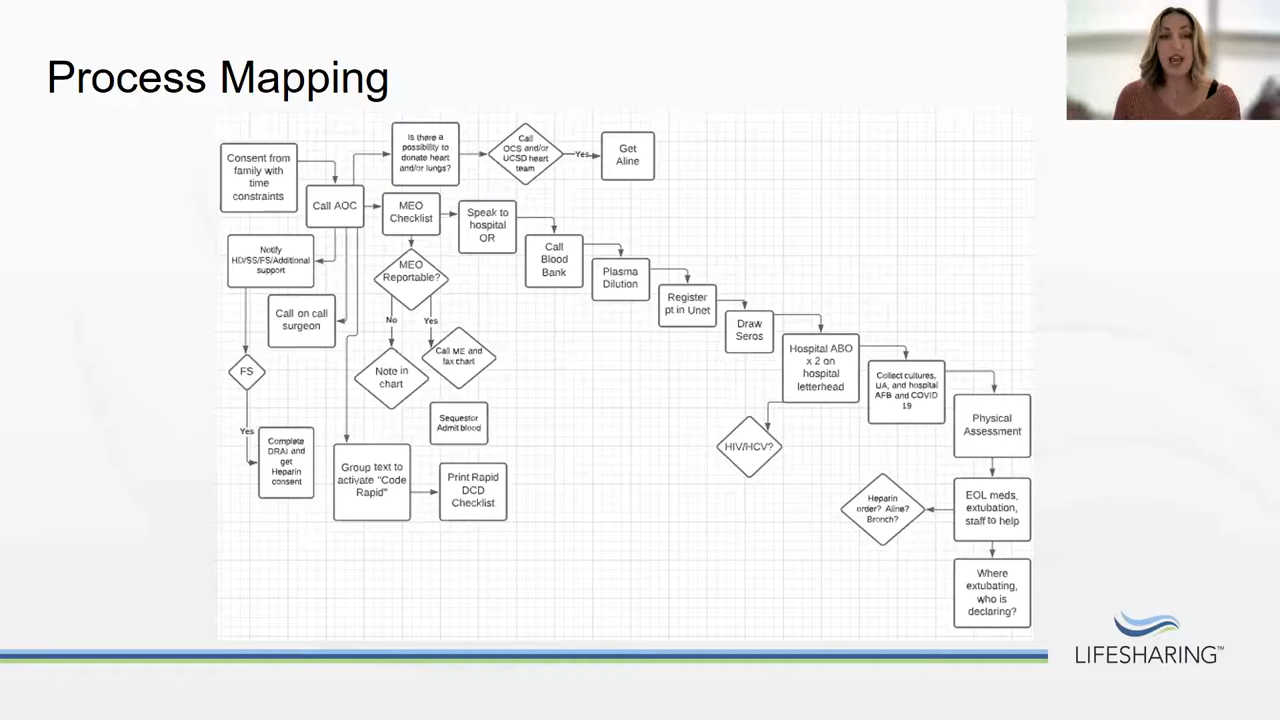 Process Mapping
Consent from
family with
time
constraints
Call AOC
Is there a
possibility to
donate heart
and/or lungs?
Call
OCS and/or
UCSD heart
team
Yes
Get
Aline
MEO
Checklist
Speak to
hospital
OR
Call
Blood
Bank
Plasma
Dilution
Register
pt in Unet
Draw
Seros
Hospital ABO
x 2 on
hospital
letterhead
Collect cultures,
UA, and hospital
AFB and COVID
19
Physical
Assessment
EOL meds,
extubation,
staff to help
Heparin
order? Aline?
Bronch?
Where
extubating,
who is
declaring?
HIV/HCV?
Notify
HD/SS/FS/Additional
support
Call on call
surgeon
MEO
Reportable?
No
Yes
Note in
chart
Call ME and
fax chart
FS
Yes
Complete
DRAI and
get
Heparin
consent
Sequestor
Admit blood
Group text to
activate "Code
Rapid"
Print Rapid
DCD
Checklist
LIFESHARING™